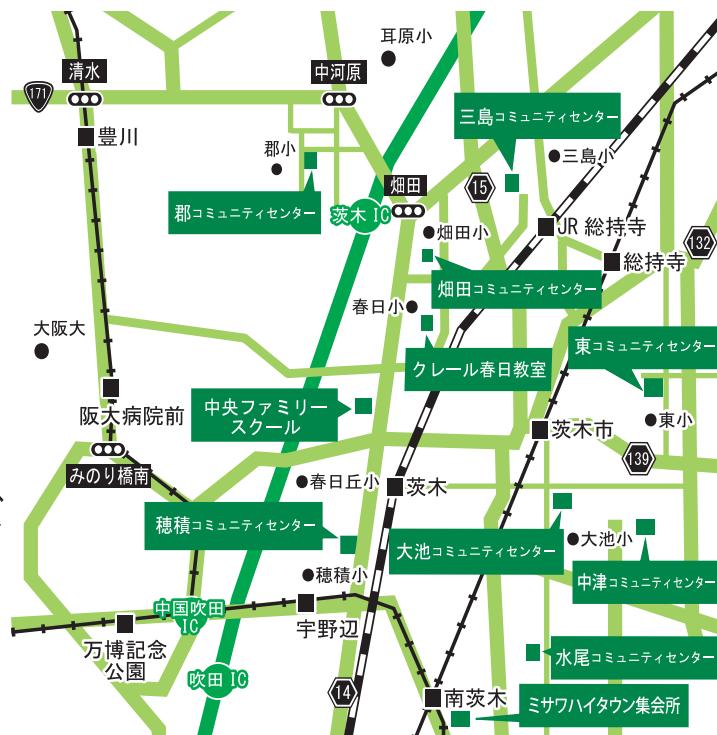 耳原小
清水
中河原
171
豊川
三島コミュニティセンター
郡小
三島小
畑田
15
郡コミュニティセンター
茨木 IC
畑田小
JR 総持寺
132
総持寺
畑田コミュニティセンター
春日小
大阪大
東コミュニティセンター
クレール春日教室
阪大病院前
中央ファミリー
スクール
東小
茨木市
139
みのり橋南
春日丘小
茨木
穂積コミュニティセンター
大池コミュニティセンター
大池小
穂積小
中津コミュニティセンター
中国吹田
IC
宇野辺
万博記念
公園
水尾コミュニティセンター
吹田 IC
14
南茨木
ミサワハイタウン集会所